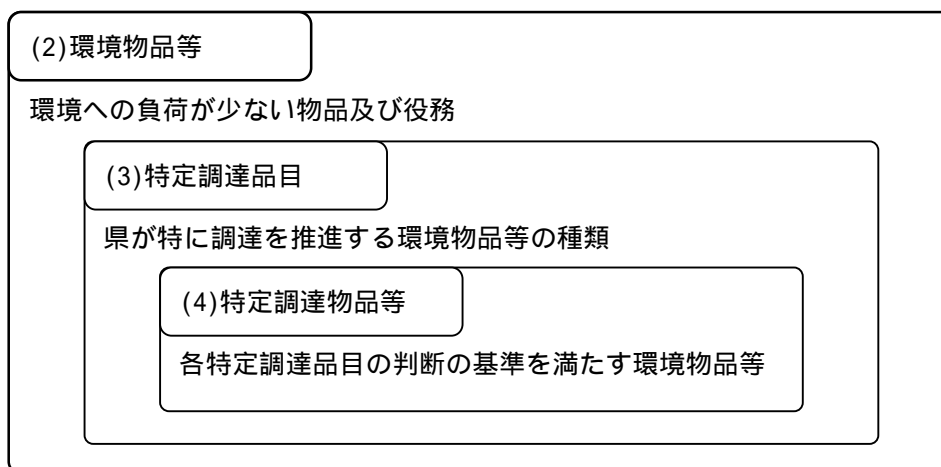 (2)環境物品等
環境への負荷が少ない物品及び役務
(3)特定調達品目
県が特に調達を推進する環境物品等の種類
(4)特定調達物品等
各特定調達品目の判断の基準を満たす環境物品等